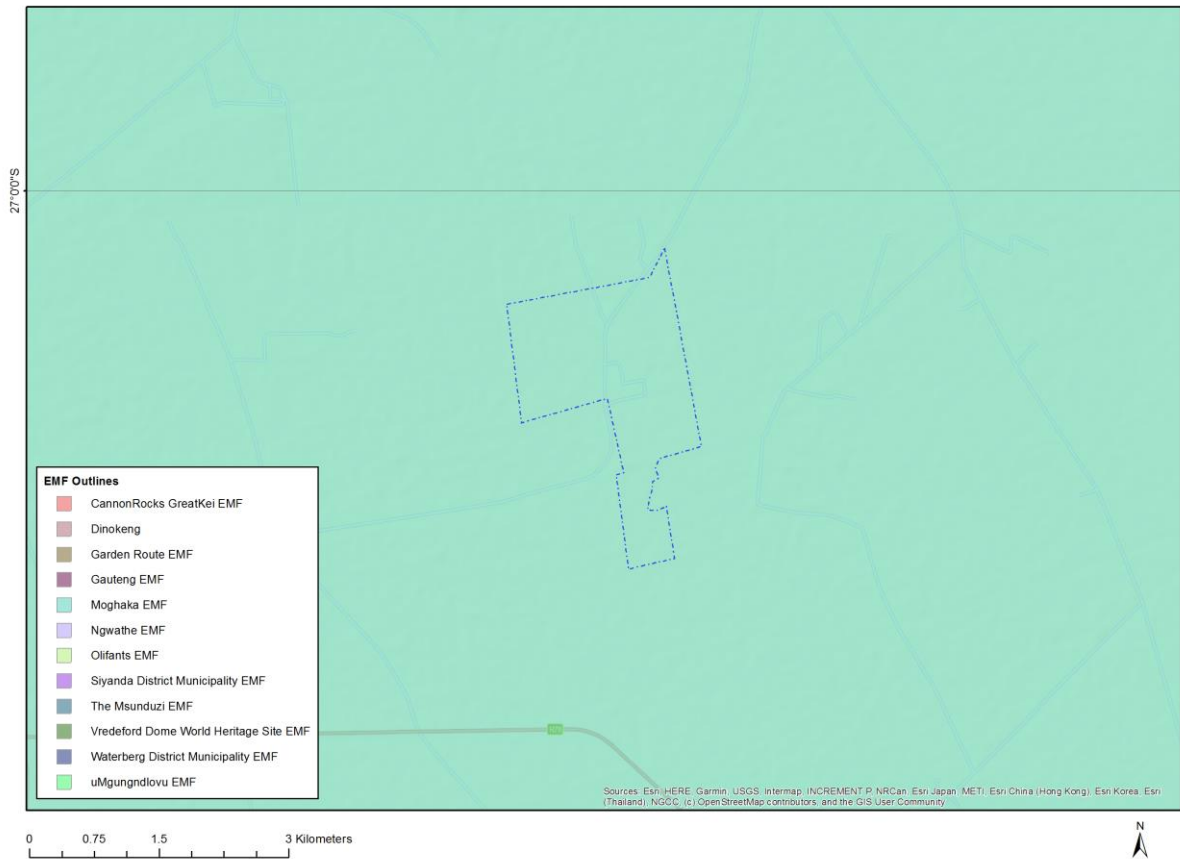 27°0'0"S
EMF Outlines
CannonRocks GreatKei EMF
Dinokeng
Garden Route EMF
Gauteng EMF
Moghaka EMF
Ngwathe EMF
Olifants EMF
Siyanda District Municipality EMF
The Msunduzi EMF
Vredeford Dome World Heritage Site EMF
Waterberg District Municipality EMF
uMgungndlovu EMF
Sources: Esri, HERE, Garmin, USGS, Intermap, INCREMENT P, NRCan, Esri Japan, METI, Esri China (Hong Kong), Esri Korea, Esri
(Thailand), NGCC, (c) OpenStreetMap contributors, and the GIS User Community
0 0.75 1.5 3 Kilometers
N